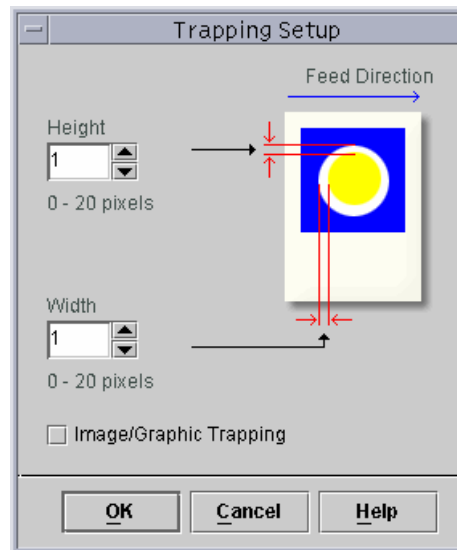 Trapping Setup
Feed Direction
Height
1
0 - 20 pixels
Width
1
0 - 20 pixels
Image/Graphic Trapping
OK Cancel Help